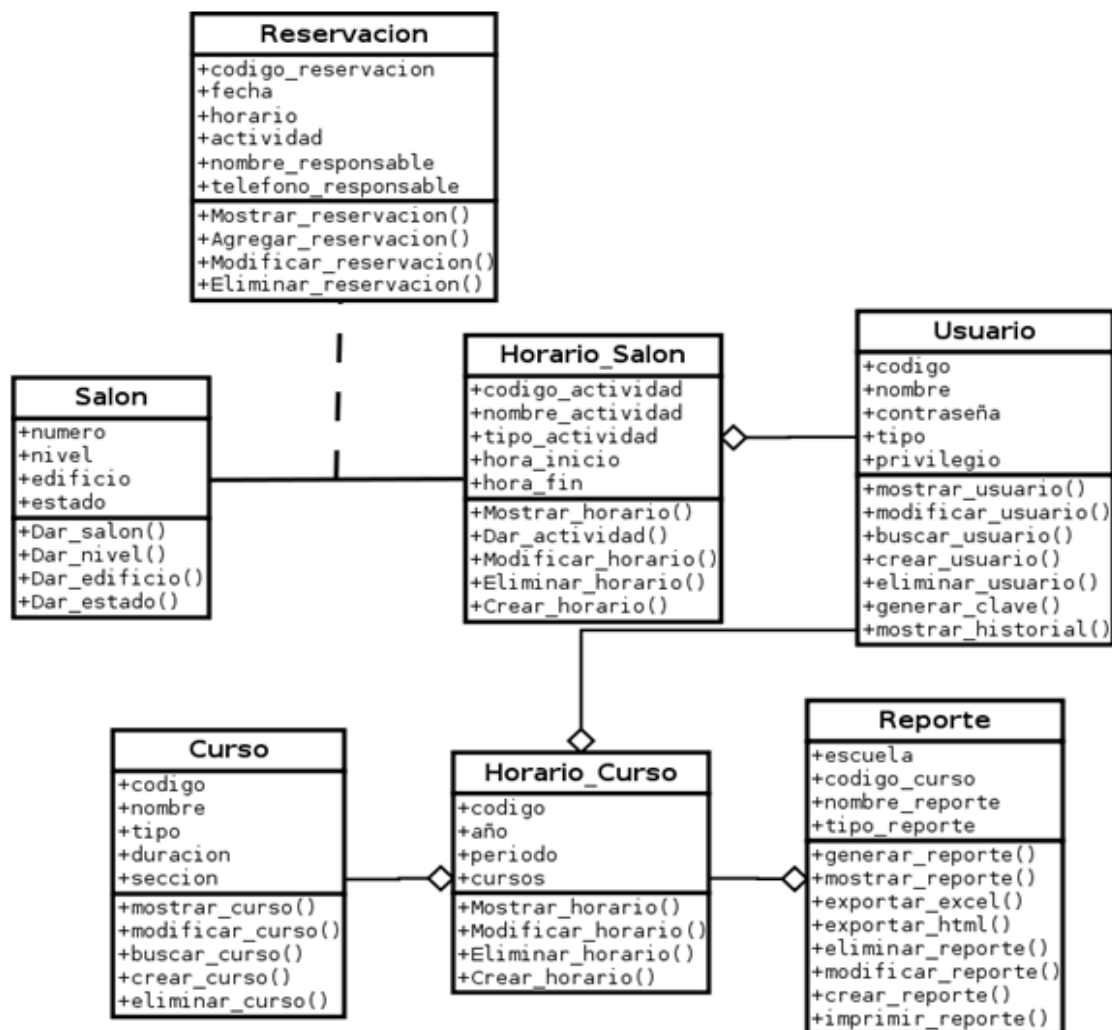 Reservacion
+codigo_reservacion
+fecha
+horario
+actividad
+nombre_responsable
+telefono_responsable
+Mostrar_reservacion()
+Agregar_reservacion()
+Modificar_reservacion()
+Eliminar_reservacion()
Salon
+numero
+nivel
+edificio
+estado
+Dar_salon()
+Dar_nivel()
+Dar_edificio()
+Dar_estado()
Horario_Salon
+codigo_actividad
+nombre_actividad
+tipo_actividad
+hora_inicio
+hora_fin
+Mostrar_horario()
+Dar_actividad()
+Modificar_horario()
+Eliminar_horario()
+Crear_horario()
Usuario
+codigo
+nombre
+contraseña
+tipo
+privilegio
+mostrar_usuario()
+modificar_usuario()
+buscar_usuario()
+crear_usuario()
+eliminar_usuario()
+generar_clave()
+mostrar_historial()
Curso
+codigo
+nombre
+tipo
+duracion
+seccion
+mostrar_curso()
+modificar_curso()
+buscar_curso()
+crear_curso()
+eliminar_curso()
Horario_Curso
+codigo
+año
+periodo
+cursos
+Mostrar_horario()
+Modificar_horario()
+Eliminar_horario()
+Crear_horario()
Reporte
+escuela
+codigo_curso
+nombre_reporte
+tipo_reporte
+generar_reporte()
+mostrar_reporte()
+exportar_excel()
+exportar_html()
+eliminar_reporte()
+modificar_reporte()
+crear_reporte()
+imprimir_reporte()